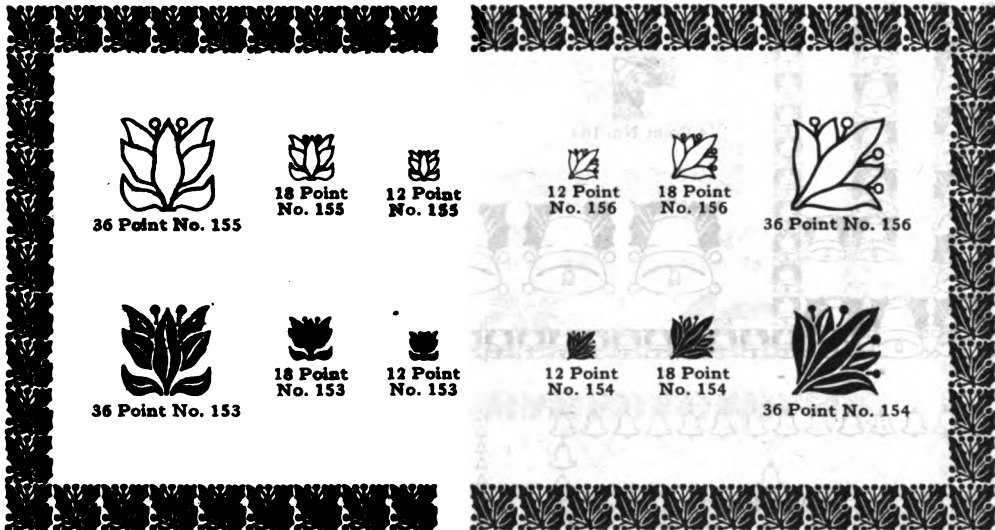 36 Point No. 155
18 Point
No. 155
12 Point
No. 155
12 Point
No. 156
18 Point
No. 156
36 Point No. 156
36 Point No. 153
18 Point
No. 153
12 Point
No. 153
12 Point
No. 154
18 Point
No. 154
36 Point No. 154